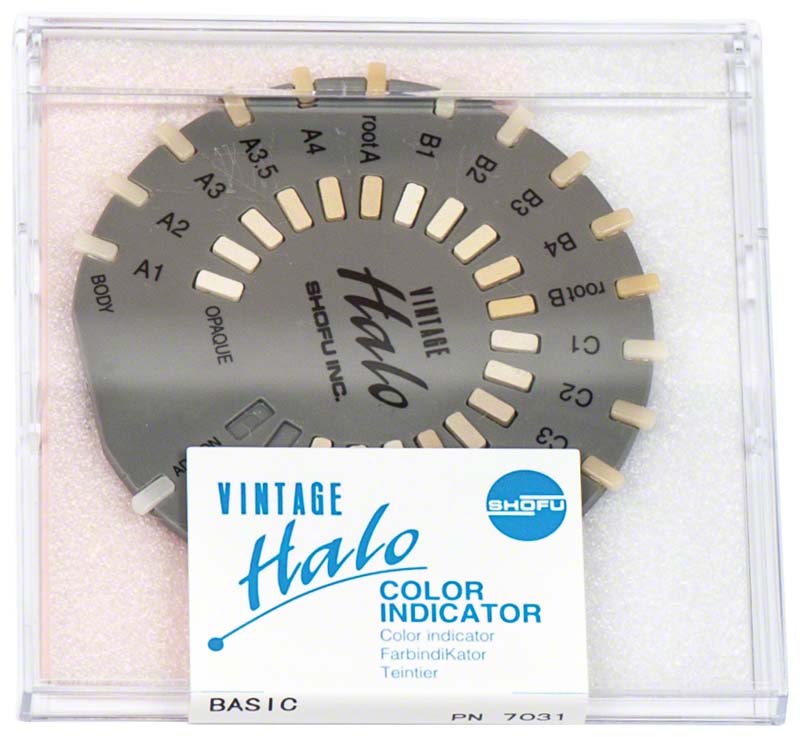 BODY
A1
A2
A3
A3.5
A4
rootA
B1
B2
B3
B4
rootB
C1
C2
C3
OPAQUE
VINTAGE
Halo
SHOFU INC.
VINTAGE
Halo
SHOFU
COLOR
INDICATOR
Color indicator
FarbindiKator
Teintier
BASIC
PN 7031